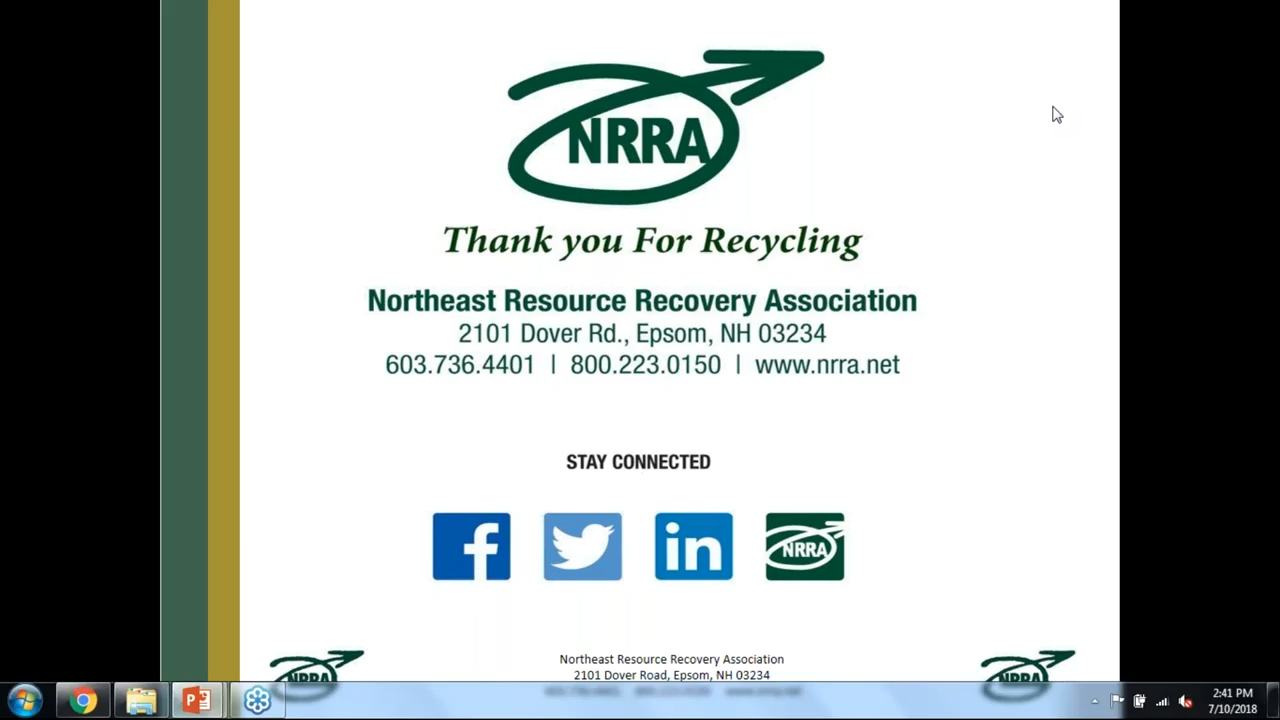 NRRA
Thank you For Recycling
Northeast Resource Recovery Association
2101 Dover Rd., Epsom, NH 03234
603.736.4401 | 800.223.0150 | www.nrra.net
STAY CONNECTED
f
in
NRRA
NRRA
Northeast Resource Recovery Association
2101 Dover Road, Epsom, NH 03234
NRRA
2:41 PM
7/10/2018